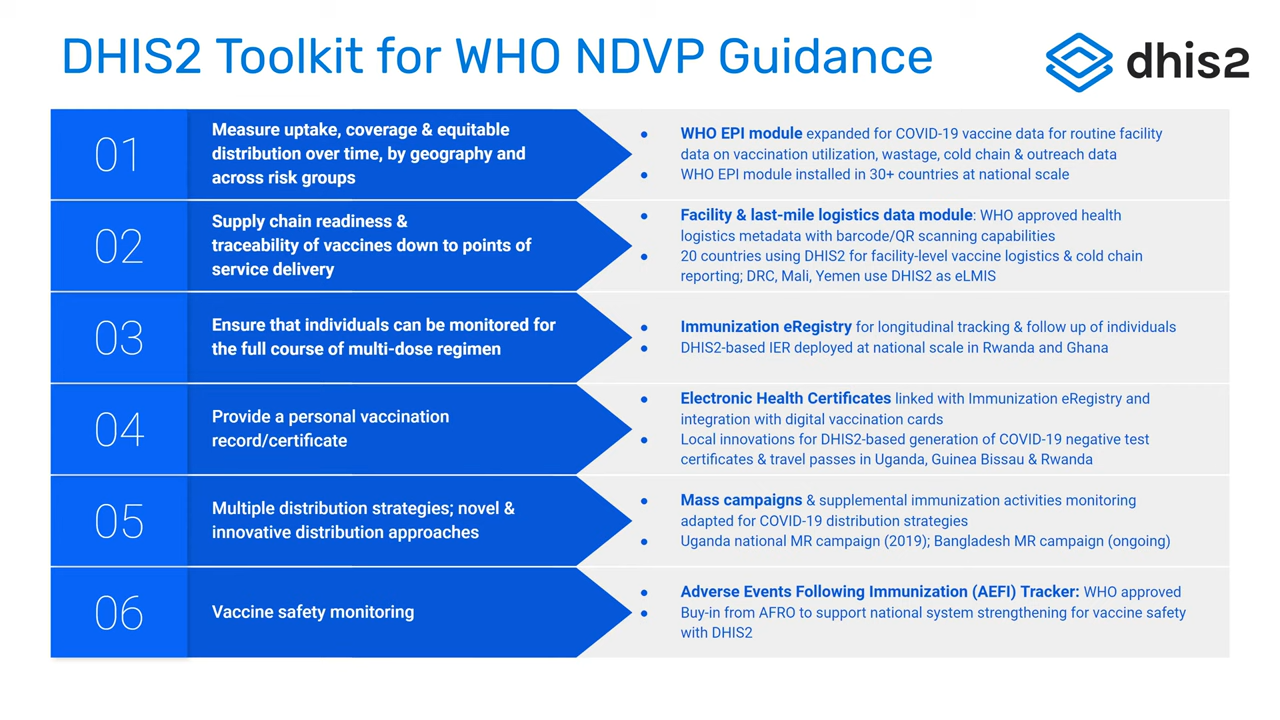 DHIS2 Toolkit for WHO NDVP Guidance
dhis2
01
Measure uptake, coverage & equitable
distribution over time, by geography and
across risk groups
● WHO EPI module expanded for COVID-19 vaccine data for routine facility
data on vaccination utilization, wastage, cold chain & outreach data
● WHO EPI module installed in 30+ countries at national scale
02
Supply chain readiness &
traceability of vaccines down to points of
service delivery
● Facility & last-mile logistics data module: WHO approved health
logistics metadata with barcode/QR scanning capabilities
● 20 countries using DHIS2 for facility-level vaccine logistics & cold chain
reporting; DRC, Mali, Yemen use DHIS2 as eLMIS
03
Ensure that individuals can be monitored for
the full course of multi-dose regimen
● Immunization eRegistry for longitudinal tracking & follow up of individuals
● DHIS2-based IER deployed at national scale in Rwanda and Ghana
04
Provide a personal vaccination
record/certificate
● Electronic Health Certificates linked with Immunization eRegistry and
integration with digital vaccination cards
● Local innovations for DHIS2-based generation of COVID-19 negative test
certificates & travel passes in Uganda, Guinea Bissau & Rwanda
05
Multiple distribution strategies; novel &
innovative distribution approaches
● Mass campaigns & supplemental immunization activities monitoring
adapted for COVID-19 distribution strategies
● Uganda national MR campaign (2019); Bangladesh MR campaign (ongoing)
06
Vaccine safety monitoring
● Adverse Events Following Immunization (AEFI) Tracker: WHO approved
● Buy-in from AFRO to support national system strengthening for vaccine safety
with DHIS2